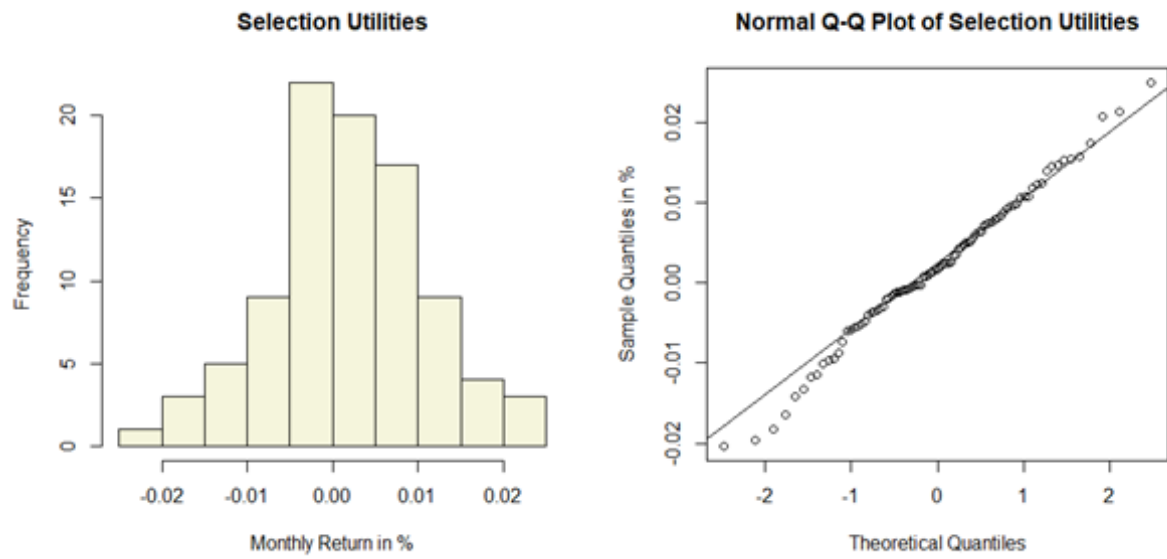 Selection Utilities
Frequency
20
15
10
5
0
-0.02 -0.01 0.00 0.01 0.02
Monthly Return in %
Normal Q-Q Plot of Selection Utilities
Sample Quantiles in %
0.02
0.01
0.00
-0.01
-0.02
-2 -1 0 1 2
Theoretical Quantiles